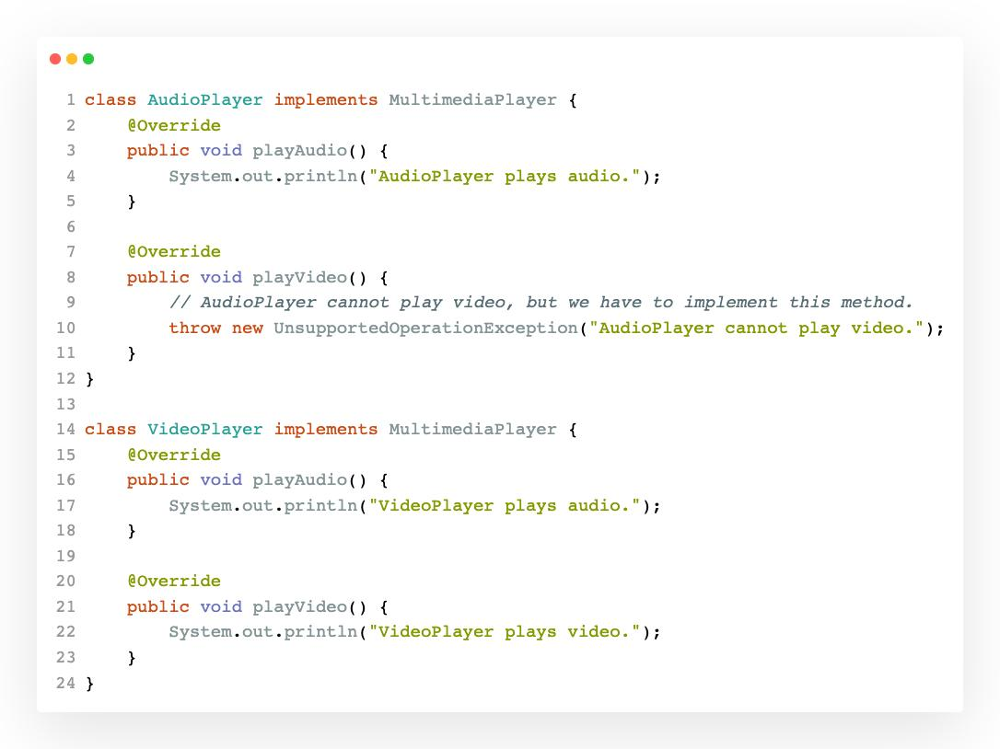 1 class AudioPlayer implements MultimediaPlayer {
2     @Override
3     public void playAudio() {
4         System.out.println("AudioPlayer plays audio.");
5     }
6
7     @Override
8     public void playVideo() {
9         // AudioPlayer cannot play video, but we have to implement this method.
10         throw new UnsupportedOperationException("AudioPlayer cannot play video.");
11     }
12 }
13
14 class VideoPlayer implements MultimediaPlayer {
15     @Override
16     public void playAudio() {
17         System.out.println("VideoPlayer plays audio.");
18     }
19
20     @Override
21     public void playVideo() {
22         System.out.println("VideoPlayer plays video.");
23     }
24 }